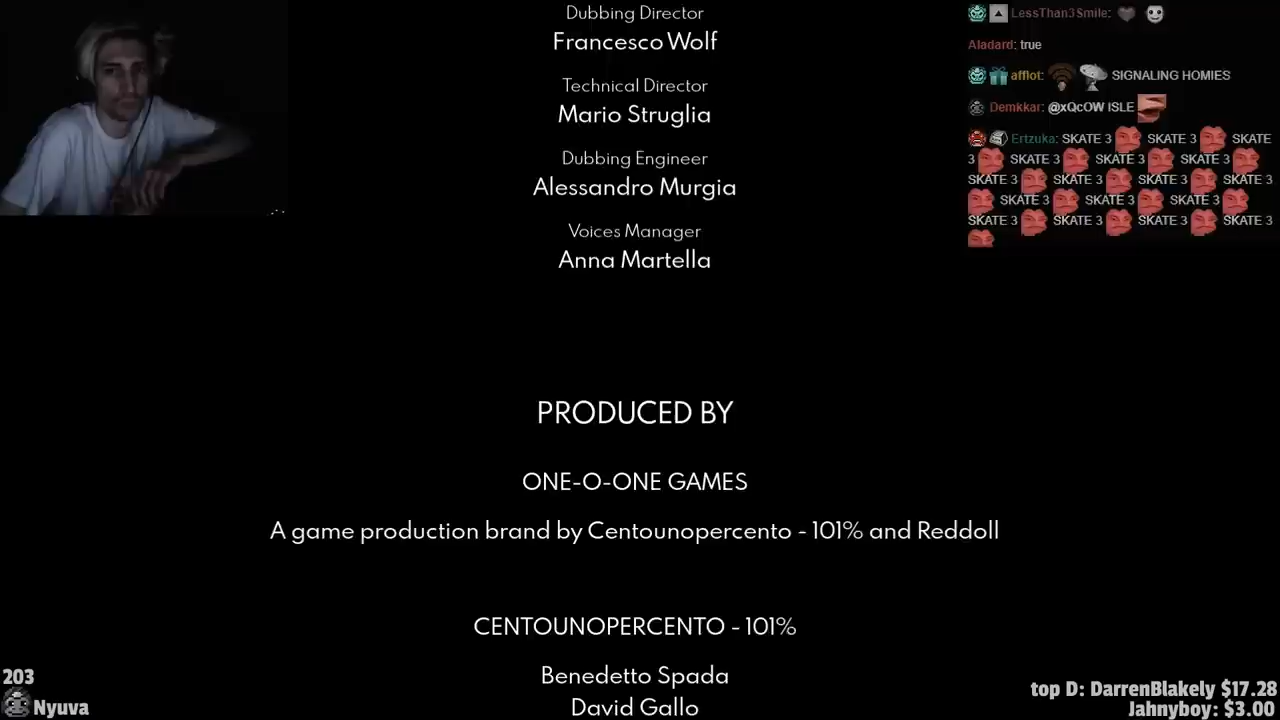 Dubbing Director
Francesco Wolf
Technical Director
Mario Struglia
Dubbing Engineer
Alessandro Murgia
Voices Manager
Anna Martella
PRODUCED BY
ONE-O-ONE GAMES
A game production brand by Centounopercento - 101% and Reddoll
CENTOUNOPERCENTO - 101%
Benedetto Spada
David Gallo
LessThan3Smile:
Aladard: true
afflot: SIGNALING HOMIES
Demkkar: @xQcOW ISLE
Ertzuka: SKATE 3 SKATE 3 SKATE
3 SKATE 3 SKATE 3 SKATE 3
SKATE 3 SKATE 3 SKATE 3 SKATE 3
SKATE 3 SKATE 3 SKATE 3
SKATE 3 SKATE 3 SKATE 3 SKATE 3
203
Nyuva
top D: DarrenBlakely $17.28
Jahnyboy: $3.00